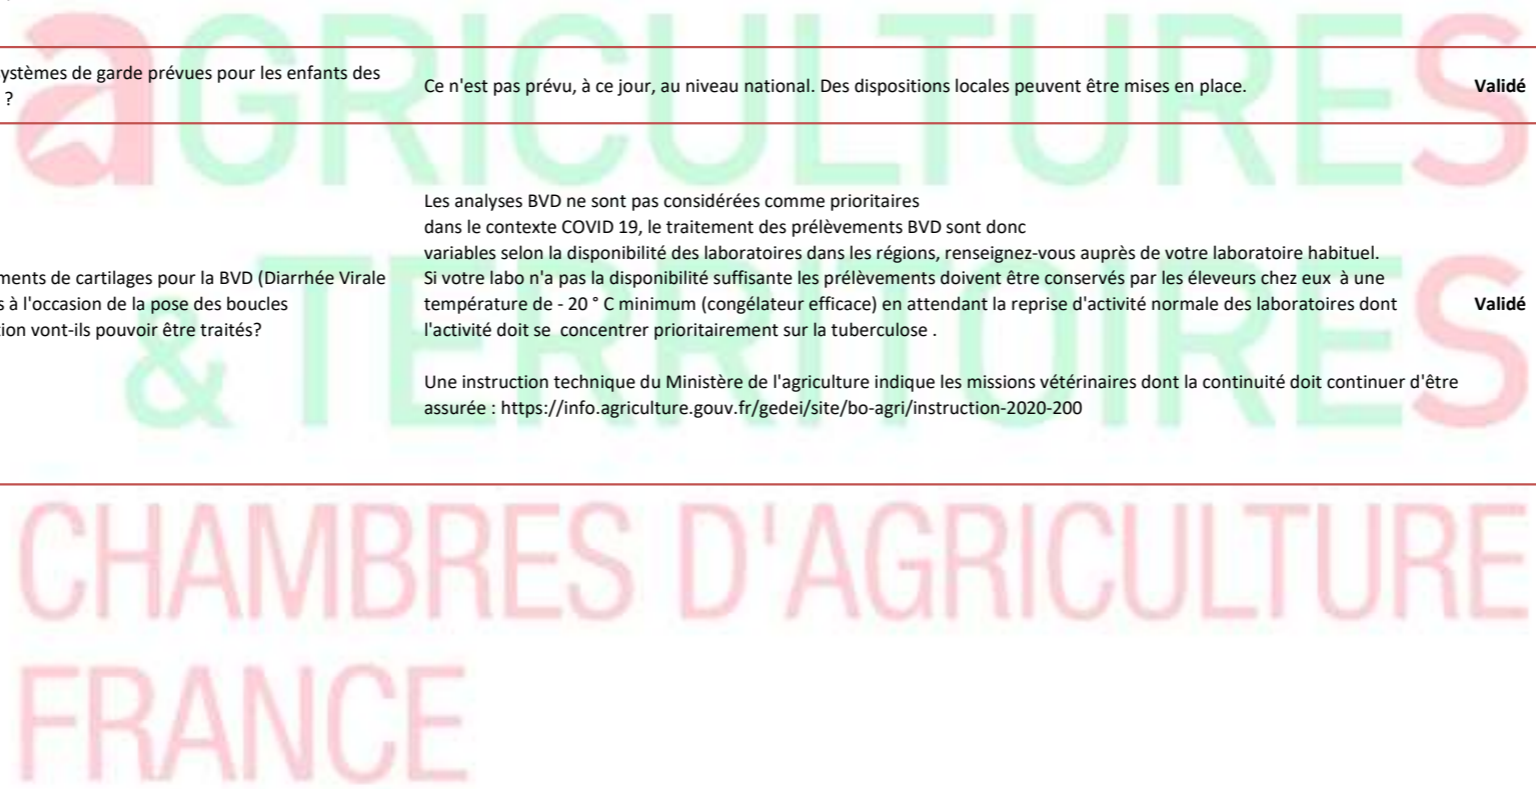 aGRICULTURES
& TERRITOIRES
CHAMBRES D'AGRICULTURE
FRANCE
ystèmes de garde prévues pour les enfants des
?
Ce n'est pas prévu, à ce jour, au niveau national. Des dispositions locales peuvent être mises en place.
Validé
ments de cartilages pour la BVD (Diarrhée Virale
s à l'occasion de la pose des boucles
tion vont-ils pouvoir être traités?
Les analyses BVD ne sont pas considérées comme prioritaires
dans le contexte COVID 19, le traitement des prélèvements BVD sont donc
variables selon la disponibilité des laboratoires dans les régions, renseignez-vous auprès de votre laboratoire habituel.
Si votre labo n'a pas la disponibilité suffisante les prélèvements doivent être conservés par les éleveurs chez eux à une
température de - 20 ° C minimum (congélateur efficace) en attendant la reprise d'activité normale des laboratoires dont
l'activité doit se concentrer prioritairement sur la tuberculose .
Une instruction technique du Ministère de l'agriculture indique les missions vétérinaires dont la continuité doit continuer d'être
assurée : https://info.agriculture.gouv.fr/gedei/site/bo-agri/instruction-2020-200
Validé